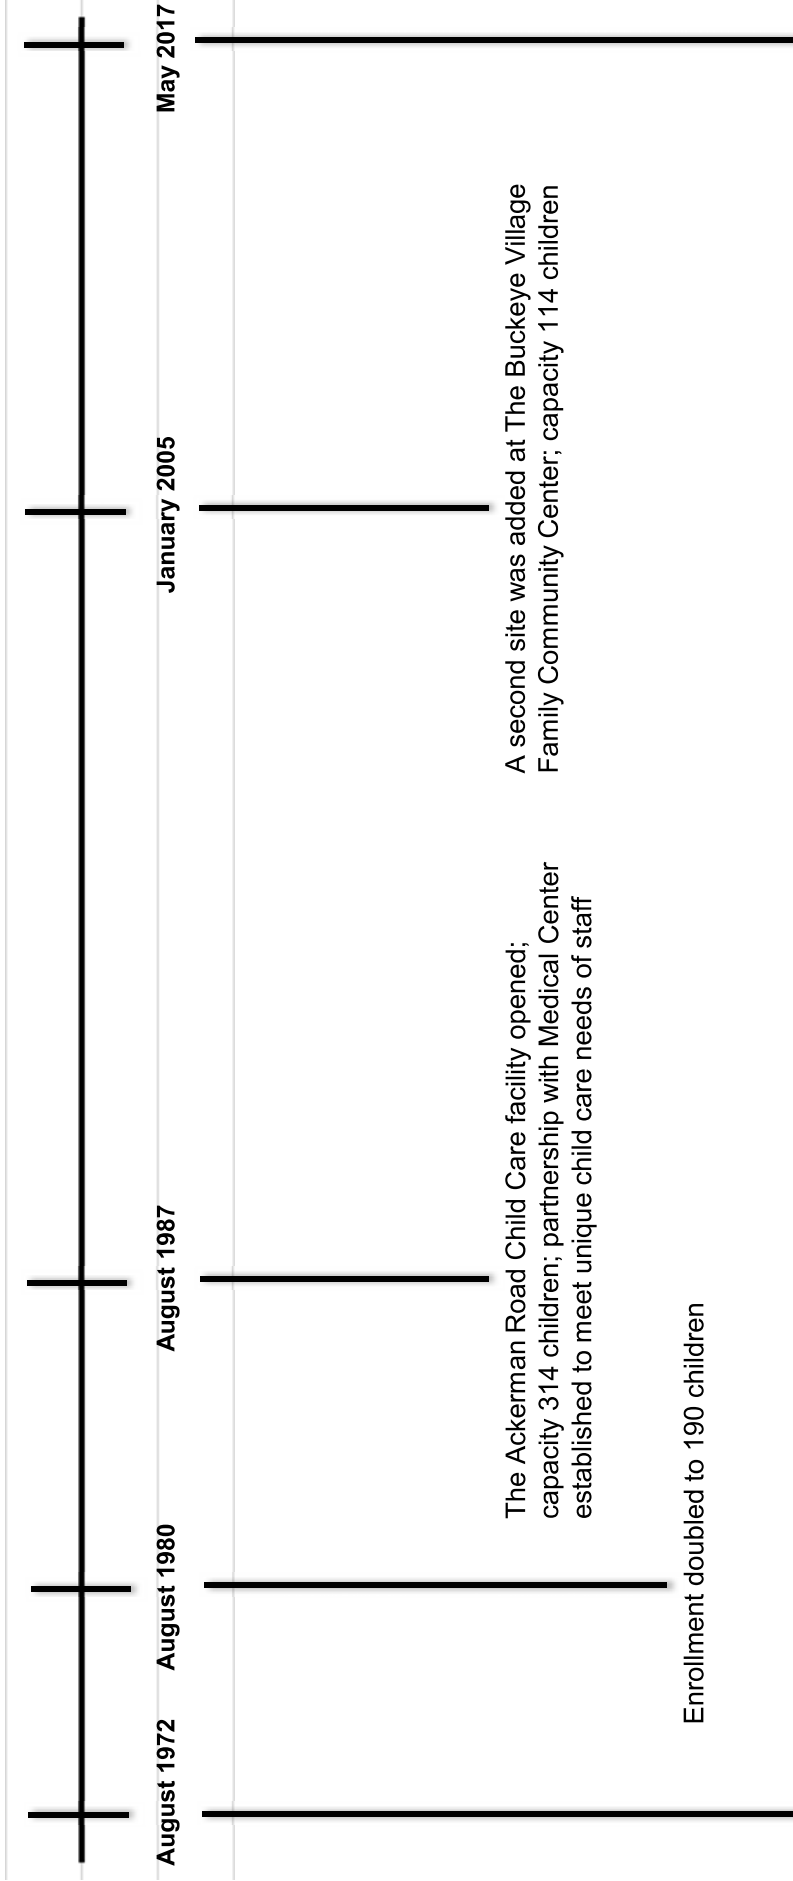 August 1972
August 1980
August 1987
January 2005
May 2017
The Ackerman Road Child Care facility opened;
capacity 314 children; partnership with Medical Center
established to meet unique child care needs of staff
A second site was added at The Buckeye Village
Family Community Center; capacity 114 children
Enrollment doubled to 190 children